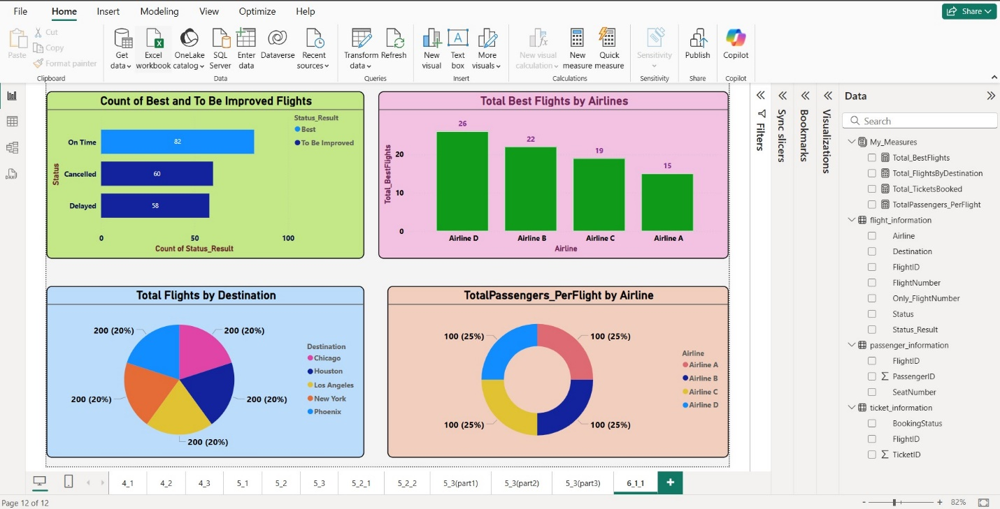 File Home Insert Modeling View Optimize Help Share
Paste
Cut
Copy
Format painter
Clipboard
Get data
Excel workbook
OneLake catalog
SQL Server
Enter data
Dataverse
Recent sources
Data
Transform data
Refresh
Queries
New visual
Text box
More visuals
Insert
New visual calculation
New measure
Quick measure
Calculations
Sensitivity
Sensitivity
Publish
Share
Copilot
Copilot
Count of Best and To Be Improved Flights
Status_Result
Best
To Be Improved
Status
On Time 82
Cancelled 60
Delayed 58
0 50 100
Count of Status_Result
Total Best Flights by Airlines
Total_BestFlights
26 22 19 15
20
10
0
Airline D Airline B Airline C Airline A
Airline
Total Flights by Destination
200 (20%) 200 (20%)
200 (20%) 200 (20%)
200 (20%)
Destination
Chicago
Houston
Los Angeles
New York
Phoenix
TotalPassengers_PerFlight by Airline
100 (25%) 100 (25%)
100 (25%) 100 (25%)
Airline
Airline A
Airline B
Airline C
Airline D
Filters
Sync slicers
Bookmarks
Visualizations
Data
Search
My_Measures
Total_BestFlights
Total_FlightsByDestination
Total_TicketsBooked
TotalPassengers_PerFlight
flight_information
Airline
Destination
FlightID
FlightNumber
Only_FlightNumber
Status
Status_Result
passenger_information
FlightID
PassengerID
SeatNumber
ticket_information
BookingStatus
FlightID
TicketID
4_1 4_2 4_3 5_1 5_2 5_3 5_2_1 5_2_2 5_3(part1) 5_3(part2) 5_3(part3) 6_1_1 +
Page 12 of 12
- + 82%